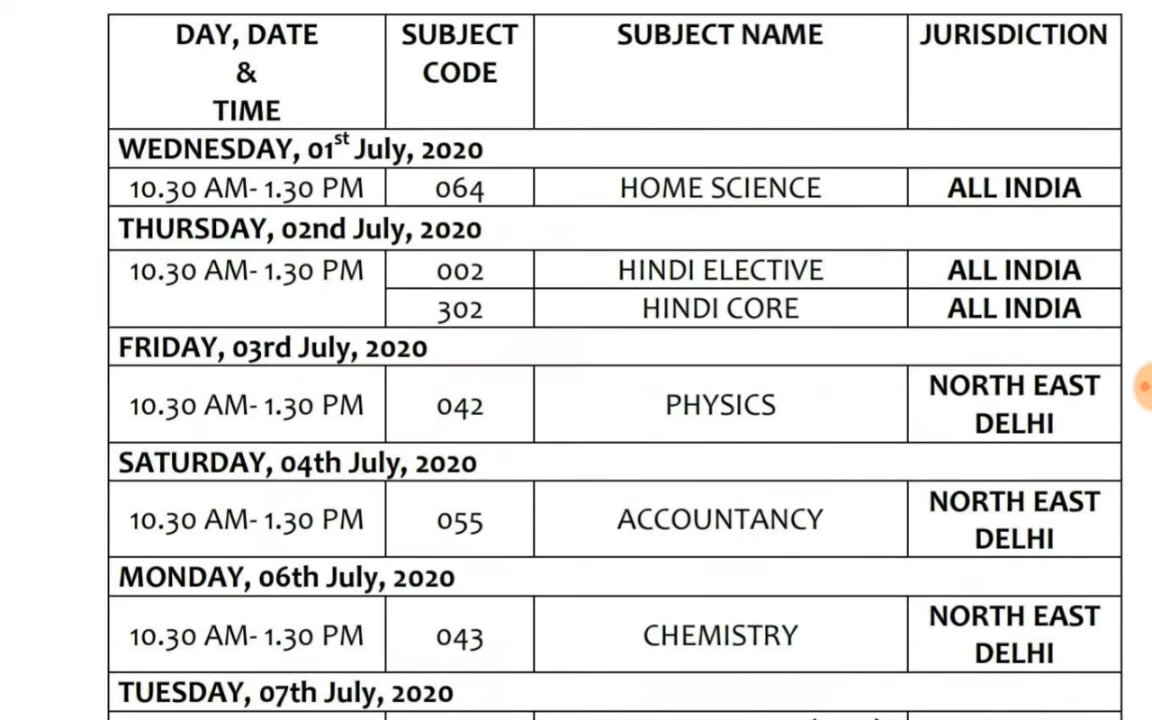 DAY, DATE
&
TIME
SUBJECT
CODE
SUBJECT NAME
JURISDICTION
WEDNESDAY, 01st July, 2020
10.30 AM- 1.30 PM 064 HOME SCIENCE ALL INDIA
THURSDAY, 02nd July, 2020
10.30 AM- 1.30 PM 002 HINDI ELECTIVE ALL INDIA
302 HINDI CORE ALL INDIA
FRIDAY, 03rd July, 2020
10.30 AM- 1.30 PM 042 PHYSICS NORTH EAST
DELHI
SATURDAY, 04th July, 2020
10.30 AM- 1.30 PM 055 ACCOUNTANCY NORTH EAST
DELHI
MONDAY, 06th July, 2020
10.30 AM- 1.30 PM 043 CHEMISTRY NORTH EAST
DELHI
TUESDAY, 07th July, 2020